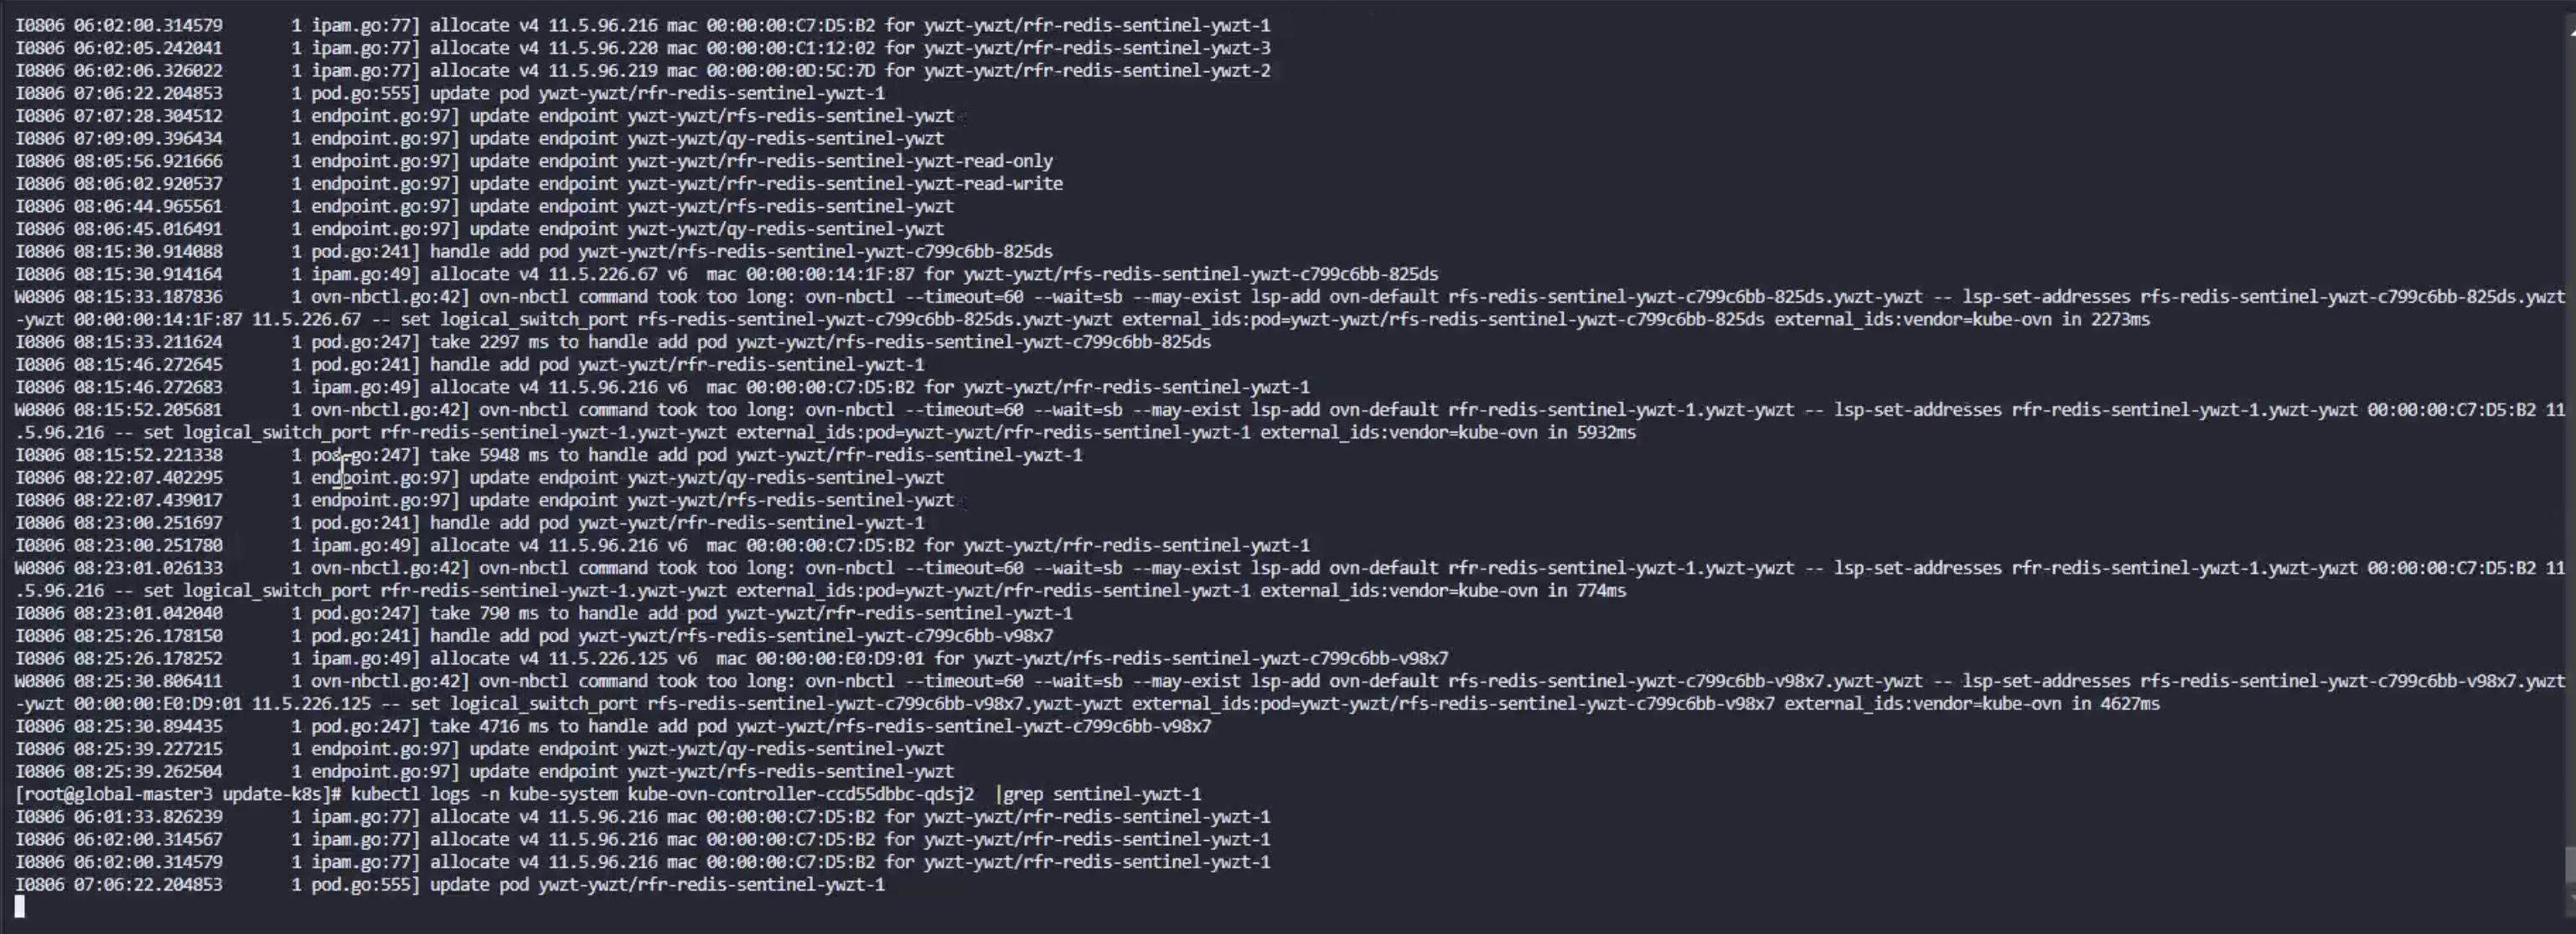 I0806 06:02:00.314579       1 ipam.go:77] allocate v4 11.5.96.216 mac 00:00:00:C7:D5:B2 for ywzt-ywzt/rfr-redis-sentinel-ywzt-1
I0806 06:02:05.242041       1 ipam.go:77] allocate v4 11.5.96.220 mac 00:00:00:C1:12:02 for ywzt-ywzt/rfr-redis-sentinel-ywzt-3
I0806 06:02:06.326022       1 ipam.go:77] allocate v4 11.5.96.219 mac 00:00:00:0D:5C:7D for ywzt-ywzt/rfr-redis-sentinel-ywzt-2
I0806 07:06:22.204853       1 pod.go:555] update pod ywzt-ywzt/rfr-redis-sentinel-ywzt-1
I0806 07:07:28.304512       1 endpoint.go:97] update endpoint ywzt-ywzt/rfs-redis-sentinel-ywzt
I0806 07:09:09.396434       1 endpoint.go:97] update endpoint ywzt-ywzt/qy-redis-sentinel-ywzt
I0806 08:05:56.921666       1 endpoint.go:97] update endpoint ywzt-ywzt/rfr-redis-sentinel-ywzt-read-only
I0806 08:06:02.920537       1 endpoint.go:97] update endpoint ywzt-ywzt/rfr-redis-sentinel-ywzt-read-write
I0806 08:06:44.965561       1 endpoint.go:97] update endpoint ywzt-ywzt/rfs-redis-sentinel-ywzt
I0806 08:06:45.016491       1 endpoint.go:97] update endpoint ywzt-ywzt/qy-redis-sentinel-ywzt
I0806 08:15:30.914088       1 pod.go:241] handle add pod ywzt-ywzt/rfs-redis-sentinel-ywzt-c799c6bb-825ds
I0806 08:15:30.914164       1 ipam.go:49] allocate v4 11.5.226.67 v6  mac 00:00:00:14:1F:87 for ywzt-ywzt/rfs-redis-sentinel-ywzt-c799c6bb-825ds
W0806 08:15:33.187836       1 ovn-nbctl.go:42] ovn-nbctl command took too long: ovn-nbctl --timeout=60 --wait=sb --may-exist lsp-add ovn-default rfs-redis-sentinel-ywzt-c799c6bb-825ds.ywzt-ywzt -- lsp-set-addresses rfs-redis-sentinel-ywzt-c799c6bb-825ds.ywzt
-ywzt 00:00:00:14:1F:87 11.5.226.67 -- set logical_switch_port rfs-redis-sentinel-ywzt-c799c6bb-825ds.ywzt-ywzt external_ids:pod=ywzt-ywzt/rfs-redis-sentinel-ywzt-c799c6bb-825ds external_ids:vendor=kube-ovn in 2273ms
I0806 08:15:33.211624       1 pod.go:247] take 2297 ms to handle add pod ywzt-ywzt/rfs-redis-sentinel-ywzt-c799c6bb-825ds
I0806 08:15:46.272645       1 pod.go:241] handle add pod ywzt-ywzt/rfr-redis-sentinel-ywzt-1
I0806 08:15:46.272683       1 ipam.go:49] allocate v4 11.5.96.216 v6  mac 00:00:00:C7:D5:B2 for ywzt-ywzt/rfr-redis-sentinel-ywzt-1
W0806 08:15:52.205681       1 ovn-nbctl.go:42] ovn-nbctl command took too long: ovn-nbctl --timeout=60 --wait=sb --may-exist lsp-add ovn-default rfr-redis-sentinel-ywzt-1.ywzt-ywzt -- lsp-set-addresses rfr-redis-sentinel-ywzt-1.ywzt-ywzt 00:00:00:C7:D5:B2 11
.5.96.216 -- set logical_switch_port rfr-redis-sentinel-ywzt-1.ywzt-ywzt external_ids:pod=ywzt-ywzt/rfr-redis-sentinel-ywzt-1 external_ids:vendor=kube-ovn in 5932ms
I0806 08:15:52.221338       1 pod.go:247] take 5948 ms to handle add pod ywzt-ywzt/rfr-redis-sentinel-ywzt-1
I0806 08:22:07.402295       1 endpoint.go:97] update endpoint ywzt-ywzt/qy-redis-sentinel-ywzt
I0806 08:22:07.439017       1 endpoint.go:97] update endpoint ywzt-ywzt/rfs-redis-sentinel-ywzt
I0806 08:23:00.251697       1 pod.go:241] handle add pod ywzt-ywzt/rfr-redis-sentinel-ywzt-1
I0806 08:23:00.251780       1 ipam.go:49] allocate v4 11.5.96.216 v6  mac 00:00:00:C7:D5:B2 for ywzt-ywzt/rfr-redis-sentinel-ywzt-1
W0806 08:23:01.026133       1 ovn-nbctl.go:42] ovn-nbctl command took too long: ovn-nbctl --timeout=60 --wait=sb --may-exist lsp-add ovn-default rfr-redis-sentinel-ywzt-1.ywzt-ywzt -- lsp-set-addresses rfr-redis-sentinel-ywzt-1.ywzt-ywzt 00:00:00:C7:D5:B2 11
.5.96.216 -- set logical_switch_port rfr-redis-sentinel-ywzt-1.ywzt-ywzt external_ids:pod=ywzt-ywzt/rfr-redis-sentinel-ywzt-1 external_ids:vendor=kube-ovn in 774ms
I0806 08:23:01.042040       1 pod.go:247] take 790 ms to handle add pod ywzt-ywzt/rfr-redis-sentinel-ywzt-1
I0806 08:25:26.178150       1 pod.go:241] handle add pod ywzt-ywzt/rfs-redis-sentinel-ywzt-c799c6bb-v98x7
I0806 08:25:26.178252       1 ipam.go:49] allocate v4 11.5.226.125 v6  mac 00:00:00:E0:D9:01 for ywzt-ywzt/rfs-redis-sentinel-ywzt-c799c6bb-v98x7
W0806 08:25:30.806411       1 ovn-nbctl.go:42] ovn-nbctl command took too long: ovn-nbctl --timeout=60 --wait=sb --may-exist lsp-add ovn-default rfs-redis-sentinel-ywzt-c799c6bb-v98x7.ywzt-ywzt -- lsp-set-addresses rfs-redis-sentinel-ywzt-c799c6bb-v98x7.ywzt
-ywzt 00:00:00:E0:D9:01 11.5.226.125 -- set logical_switch_port rfs-redis-sentinel-ywzt-c799c6bb-v98x7.ywzt-ywzt external_ids:pod=ywzt-ywzt/rfs-redis-sentinel-ywzt-c799c6bb-v98x7 external_ids:vendor=kube-ovn in 4627ms
I0806 08:25:30.894435       1 pod.go:247] take 4716 ms to handle add pod ywzt-ywzt/rfs-redis-sentinel-ywzt-c799c6bb-v98x7
I0806 08:25:39.227215       1 endpoint.go:97] update endpoint ywzt-ywzt/qy-redis-sentinel-ywzt
I0806 08:25:39.262504       1 endpoint.go:97] update endpoint ywzt-ywzt/rfs-redis-sentinel-ywzt
[root@global-master3 update-k8s]# kubectl logs -n kube-system kube-ovn-controller-ccd55dbbc-qdsj2  |grep sentinel-ywzt-1
I0806 06:01:33.826239       1 ipam.go:77] allocate v4 11.5.96.216 mac 00:00:00:C7:D5:B2 for ywzt-ywzt/rfr-redis-sentinel-ywzt-1
I0806 06:02:00.314567       1 ipam.go:77] allocate v4 11.5.96.216 mac 00:00:00:C7:D5:B2 for ywzt-ywzt/rfr-redis-sentinel-ywzt-1
I0806 06:02:00.314579       1 ipam.go:77] allocate v4 11.5.96.216 mac 00:00:00:C7:D5:B2 for ywzt-ywzt/rfr-redis-sentinel-ywzt-1
I0806 07:06:22.204853       1 pod.go:555] update pod ywzt-ywzt/rfr-redis-sentinel-ywzt-1